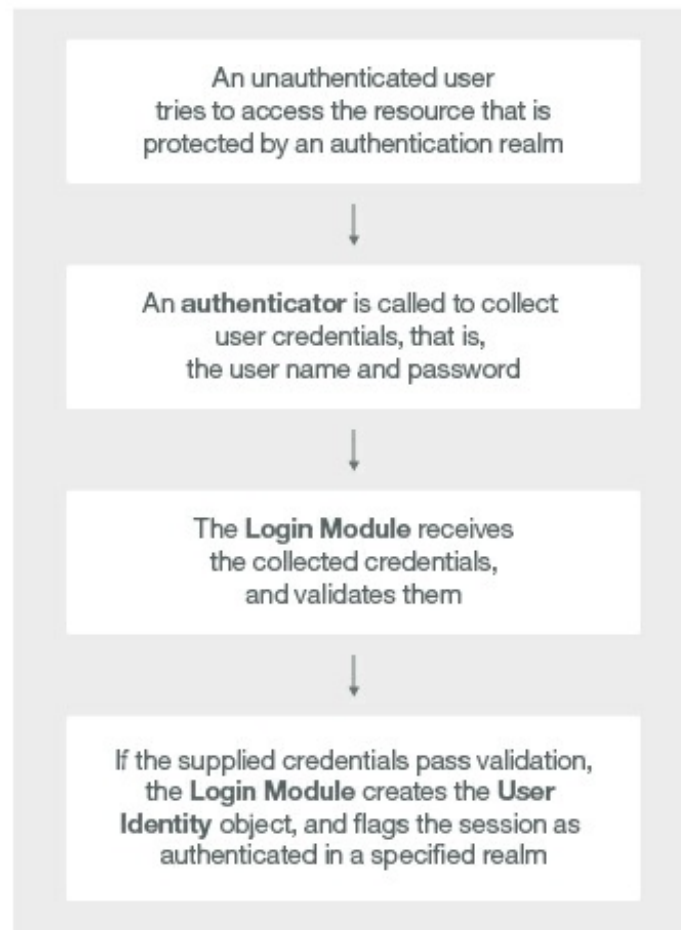 An unauthenticated user
tries to access the resource that is
protected by an authentication realm
An authenticator is called to collect
user credentials, that is,
the user name and password
The Login Module receives
the collected credentials,
and validates them
If the supplied credentials pass validation,
the Login Module creates the User
Identity object, and flags the session as
authenticated in a specified realm